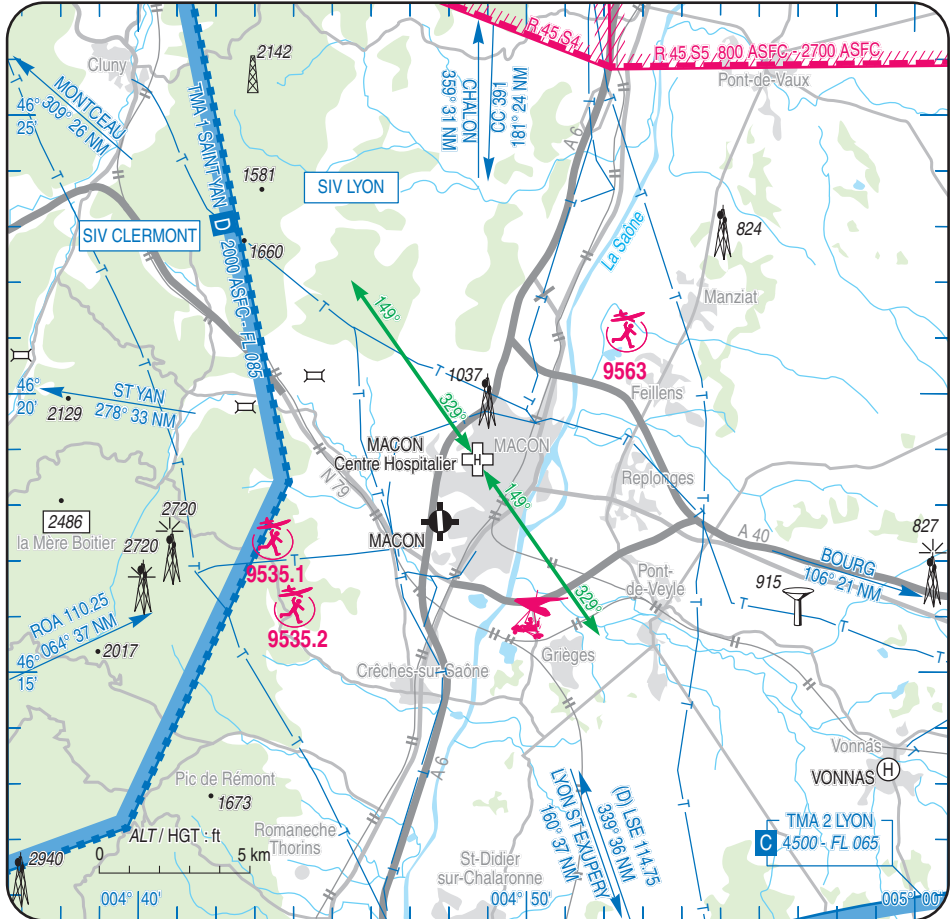 R 45 S4
R 45 S5 800 ASFC - 2700 ASFC
Cluny
2142
Pont-de-Vaux
MONTCEAU
309° 26 NM
46°
25'
CHALON
359° 31 NM
CC 391
181° 24 NM
A 6
TMA 1 SAINT YAN
D
2000 ASFC - FL 085
1581
SIV LYON
SIV CLERMONT
1660
La Saône
824
Manziat
149°
9563
Feillens
1037
46°
20'
ST YAN
278° 33 NM
2129
329°
MACON
Centre Hospitalier
H
MACON
N 79
Replonges
149°
2486
la Mère Boitier
2720
2720
MACON
A 40
827
9535.1
9535.2
BOURG
106° 21 NM
915
Pont-
de-Veyle
329°
ROA 110.25
064° 37 NM
2017
46°
15'
Grièges
Crêches-sur-Saône
Vonnas
VONNAS
H
Pic de Rémont
1673
A 6
LYON ST EXUPERY
160° 37 NM
(D) LSE 114.75
339° 36 NM
TMA 2 LYON
C
4500 - FL 065
ALT / HGT : ft
0
5 km
Romaneche
Thorins
St-Didier
sur-Chalaronne
2940
004° 40'
004° 50'
005° 00'